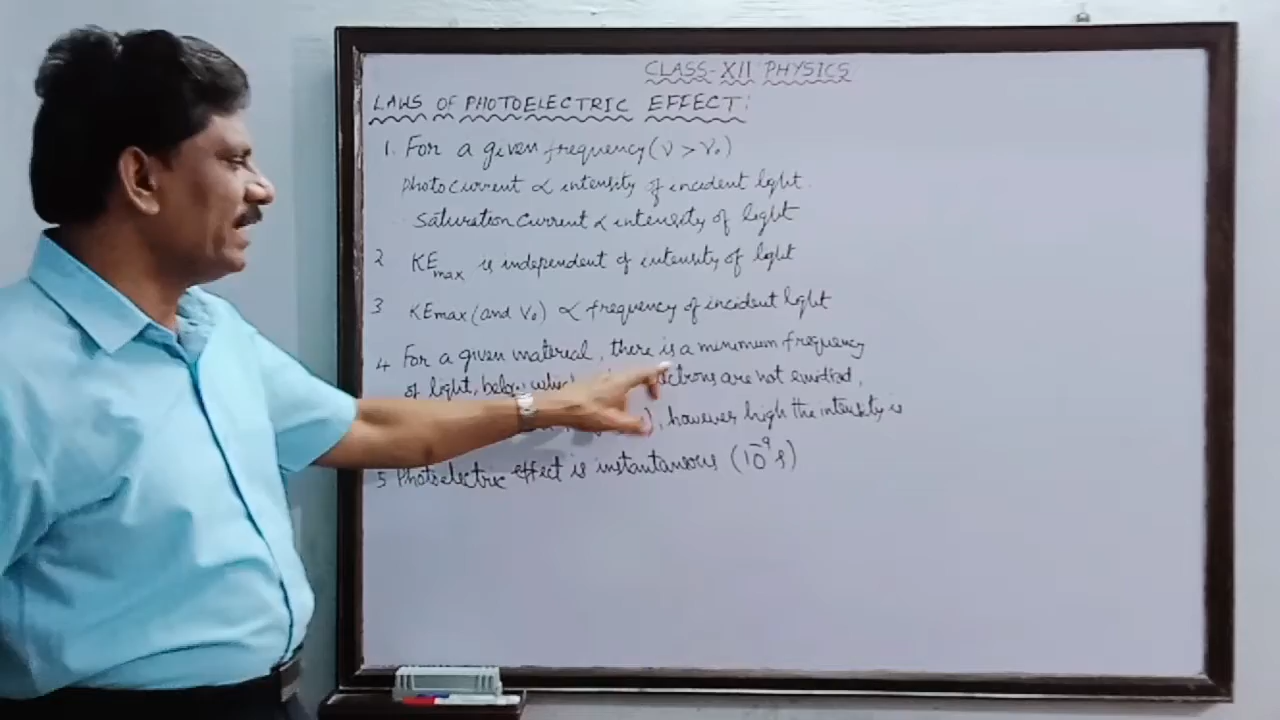 CLASS-XII PHYSICS
LAWS OF PHOTOELECTRIC EFFECT:
1. For a given frequency (ν > ν₀)
Photocurrent ∝ intensity of incident light.
Saturation current ∝ intensity of light
2 KEmax is independent of intensity of light
3 KEmax (and V₀) ∝ frequency of incident light
4 For a given material, there is a minimum frequency
of light, below which are not emitted,
, however high the intensity is
5 Photoelectric effect is instantaneous (10⁻⁹s)